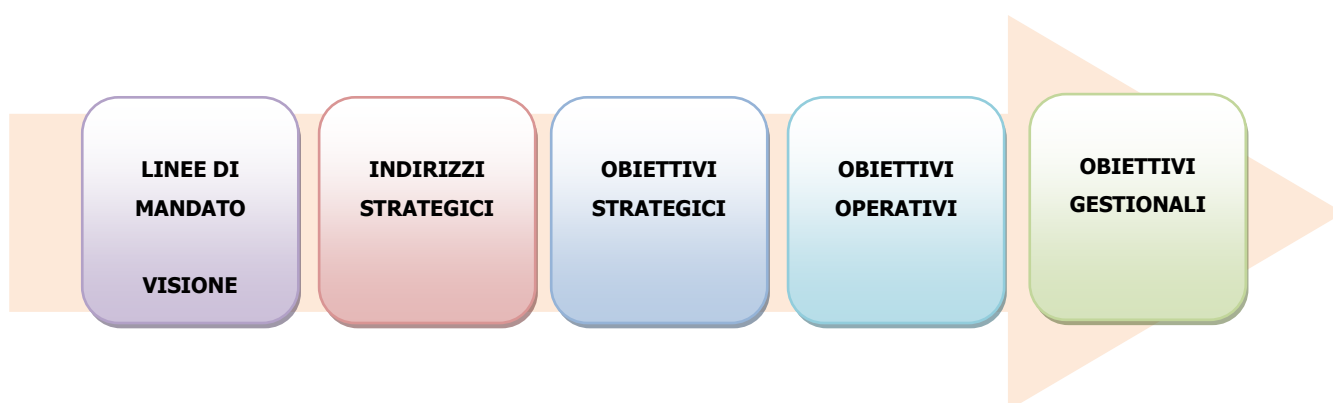 LINEE DI
MANDATO
VISIONE
INDIRIZZI
STRATEGICI
OBIETTIVI
STRATEGICI
OBIETTIVI
OPERATIVI
OBIETTIVI
GESTIONALI